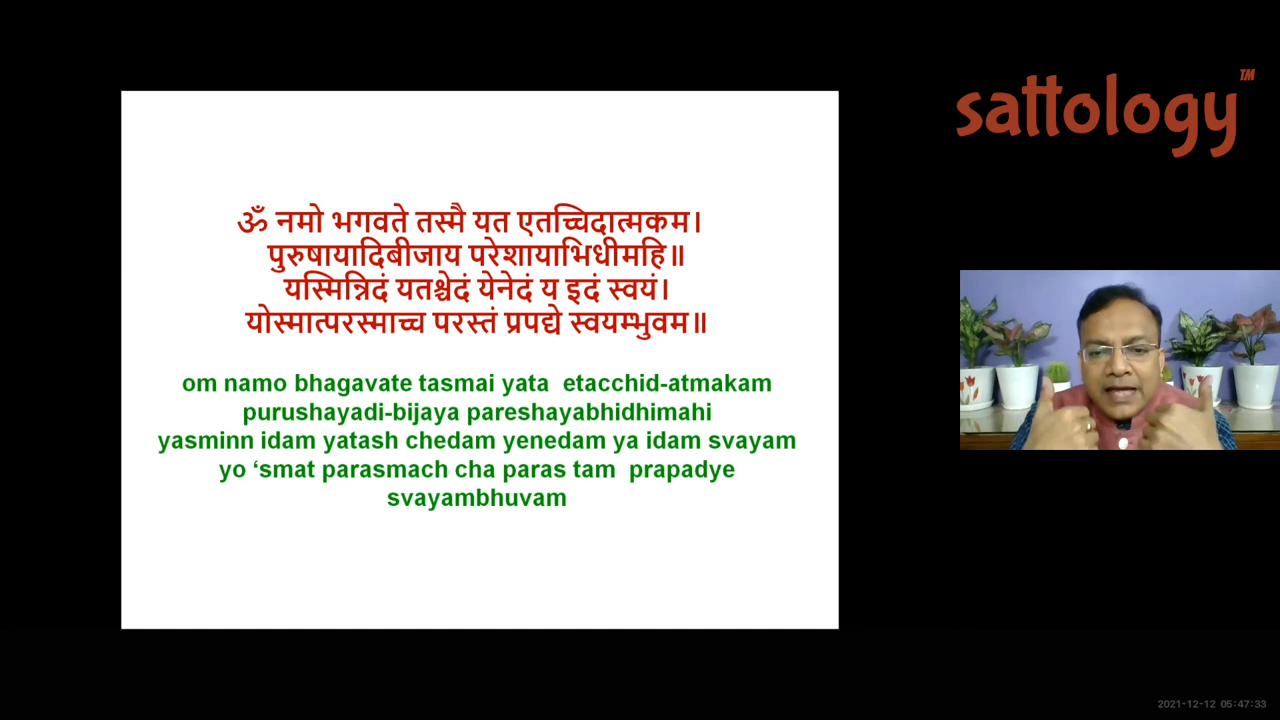 sattology™
ॐ नमो भगवते तस्मै यत एतच्चिदात्मकम।
पुरुषायादिबीजाय परेशायाभिधीमहि॥
यस्मिन्निदं यतश्चेदं येनेदं य इदं स्वयं।
योस्मात्परस्माच्च परस्तं प्रपद्ये स्वयम्भुवम॥
om namo bhagavate tasmai yata  etacchid-atmakam
purushayadi-bijaya pareshayabhidhimahi
yasminn idam yatash chedam yenedam ya idam svayam
yo ‘smat parasmach cha paras tam  prapadye
svayambhuvam
2021-12-12 05:47:33